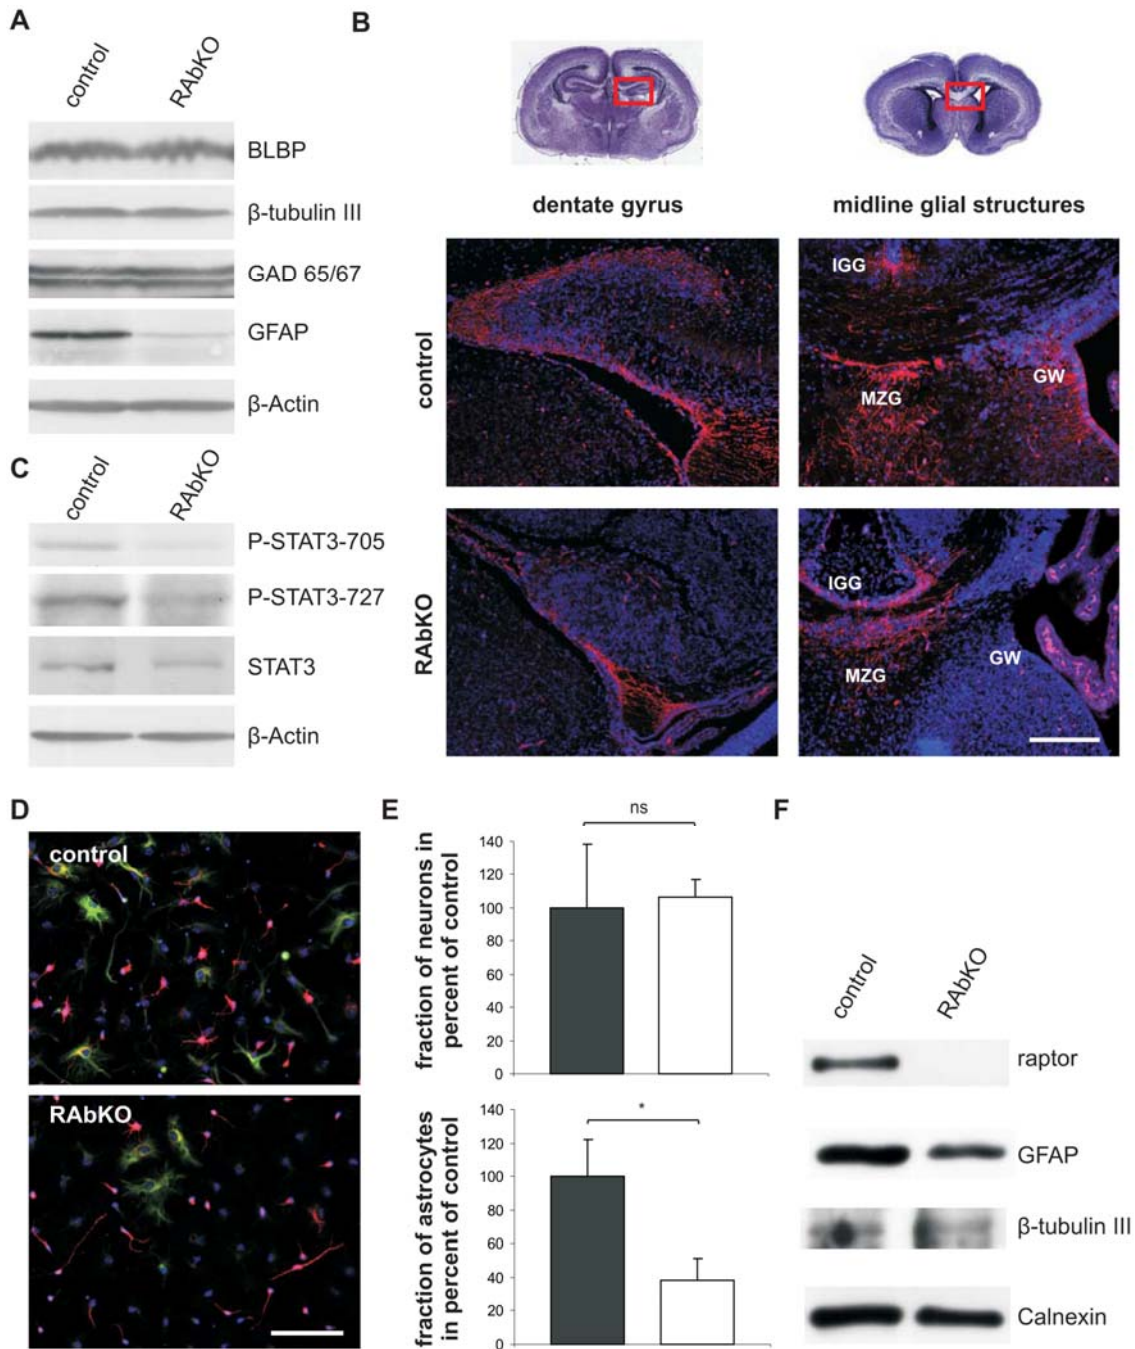 A
control
RAbKO
BLBP
β-tubulin III
GAD 65/67
GFAP
β-Actin
B
dentate gyrus
midline glial structures
control
IGG
MZG
GW
RAbKO
IGG
MZG
GW
C
control
RAbKO
P-STAT3-705
P-STAT3-727
STAT3
β-Actin
D
control
RAbKO
E
ns
fraction of neurons in
percent of control
140
120
100
80
60
40
20
0
*
fraction of astrocytes
in percent of control
140
120
100
80
60
40
20
0
F
control
RAbKO
raptor
GFAP
β-tubulin III
Calnexin